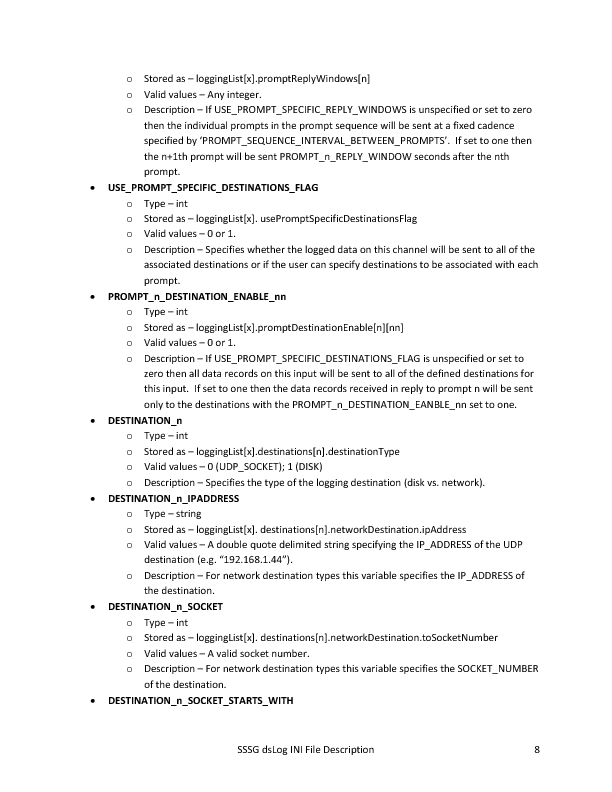 o Stored as – loggingList[x].promptReplyWindows[n]
o Valid values – Any integer.
o Description – If USE_PROMPT_SPECIFIC_REPLY_WINDOWS is unspecified or set to zero
then the individual prompts in the prompt sequence will be sent at a fixed cadence
specified by ‘PROMPT_SEQUENCE_INTERVAL_BETWEEN_PROMPTS’.  If set to one then
the n+1th prompt will be sent PROMPT_n_REPLY_WINDOW seconds after the nth
prompt.
• USE_PROMPT_SPECIFIC_DESTINATIONS_FLAG
o Type – int
o Stored as – loggingList[x]. usePromptSpecificDestinationsFlag
o Valid values – 0 or 1.
o Description – Specifies whether the logged data on this channel will be sent to all of the
associated destinations or if the user can specify destinations to be associated with each
prompt.
• PROMPT_n_DESTINATION_ENABLE_nn
o Type – int
o Stored as – loggingList[x].promptDestinationEnable[n][nn]
o Valid values – 0 or 1.
o Description – If USE_PROMPT_SPECIFIC_DESTINATIONS_FLAG is unspecified or set to
zero then all data records on this input will be sent to all of the defined destinations for
this input.  If set to one then the data records received in reply to prompt n will be sent
only to the destinations with the PROMPT_n_DESTINATION_EANBLE_nn set to one.
• DESTINATION_n
o Type – int
o Stored as – loggingList[x].destinations[n].destinationType
o Valid values – 0 (UDP_SOCKET); 1 (DISK)
o Description – Specifies the type of the logging destination (disk vs. network).
• DESTINATION_n_IPADDRESS
o Type – string
o Stored as – loggingList[x]. destinations[n].networkDestination.ipAddress
o Valid values – A double quote delimited string specifying the IP_ADDRESS of the UDP
destination (e.g. “192.168.1.44”).
o Description – For network destination types this variable specifies the IP_ADDRESS of
the destination.
• DESTINATION_n_SOCKET
o Type – int
o Stored as – loggingList[x]. destinations[n].networkDestination.toSocketNumber
o Valid values – A valid socket number.
o Description – For network destination types this variable specifies the SOCKET_NUMBER
of the destination.
• DESTINATION_n_SOCKET_STARTS_WITH
SSSG dsLog INI File Description 8